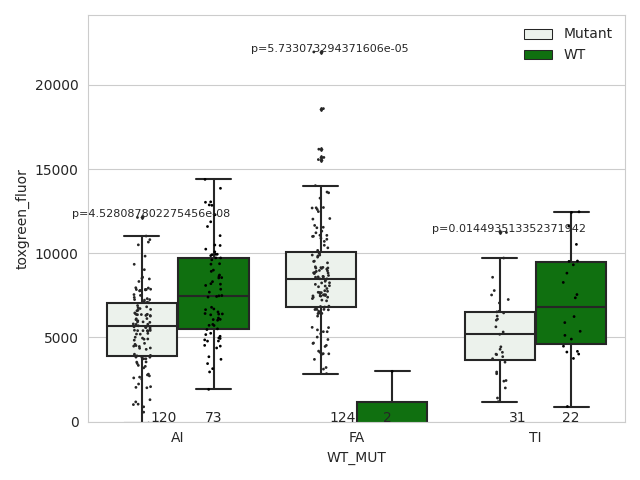 Mutant
WT
p=5.733073294371606e-05
p=4.528087802275456e-08
p=0.014493513352371942
toxgreen_fluor
20000
15000
10000
5000
0
120 73 124 2 31 22
AI FA TI
WT_MUT